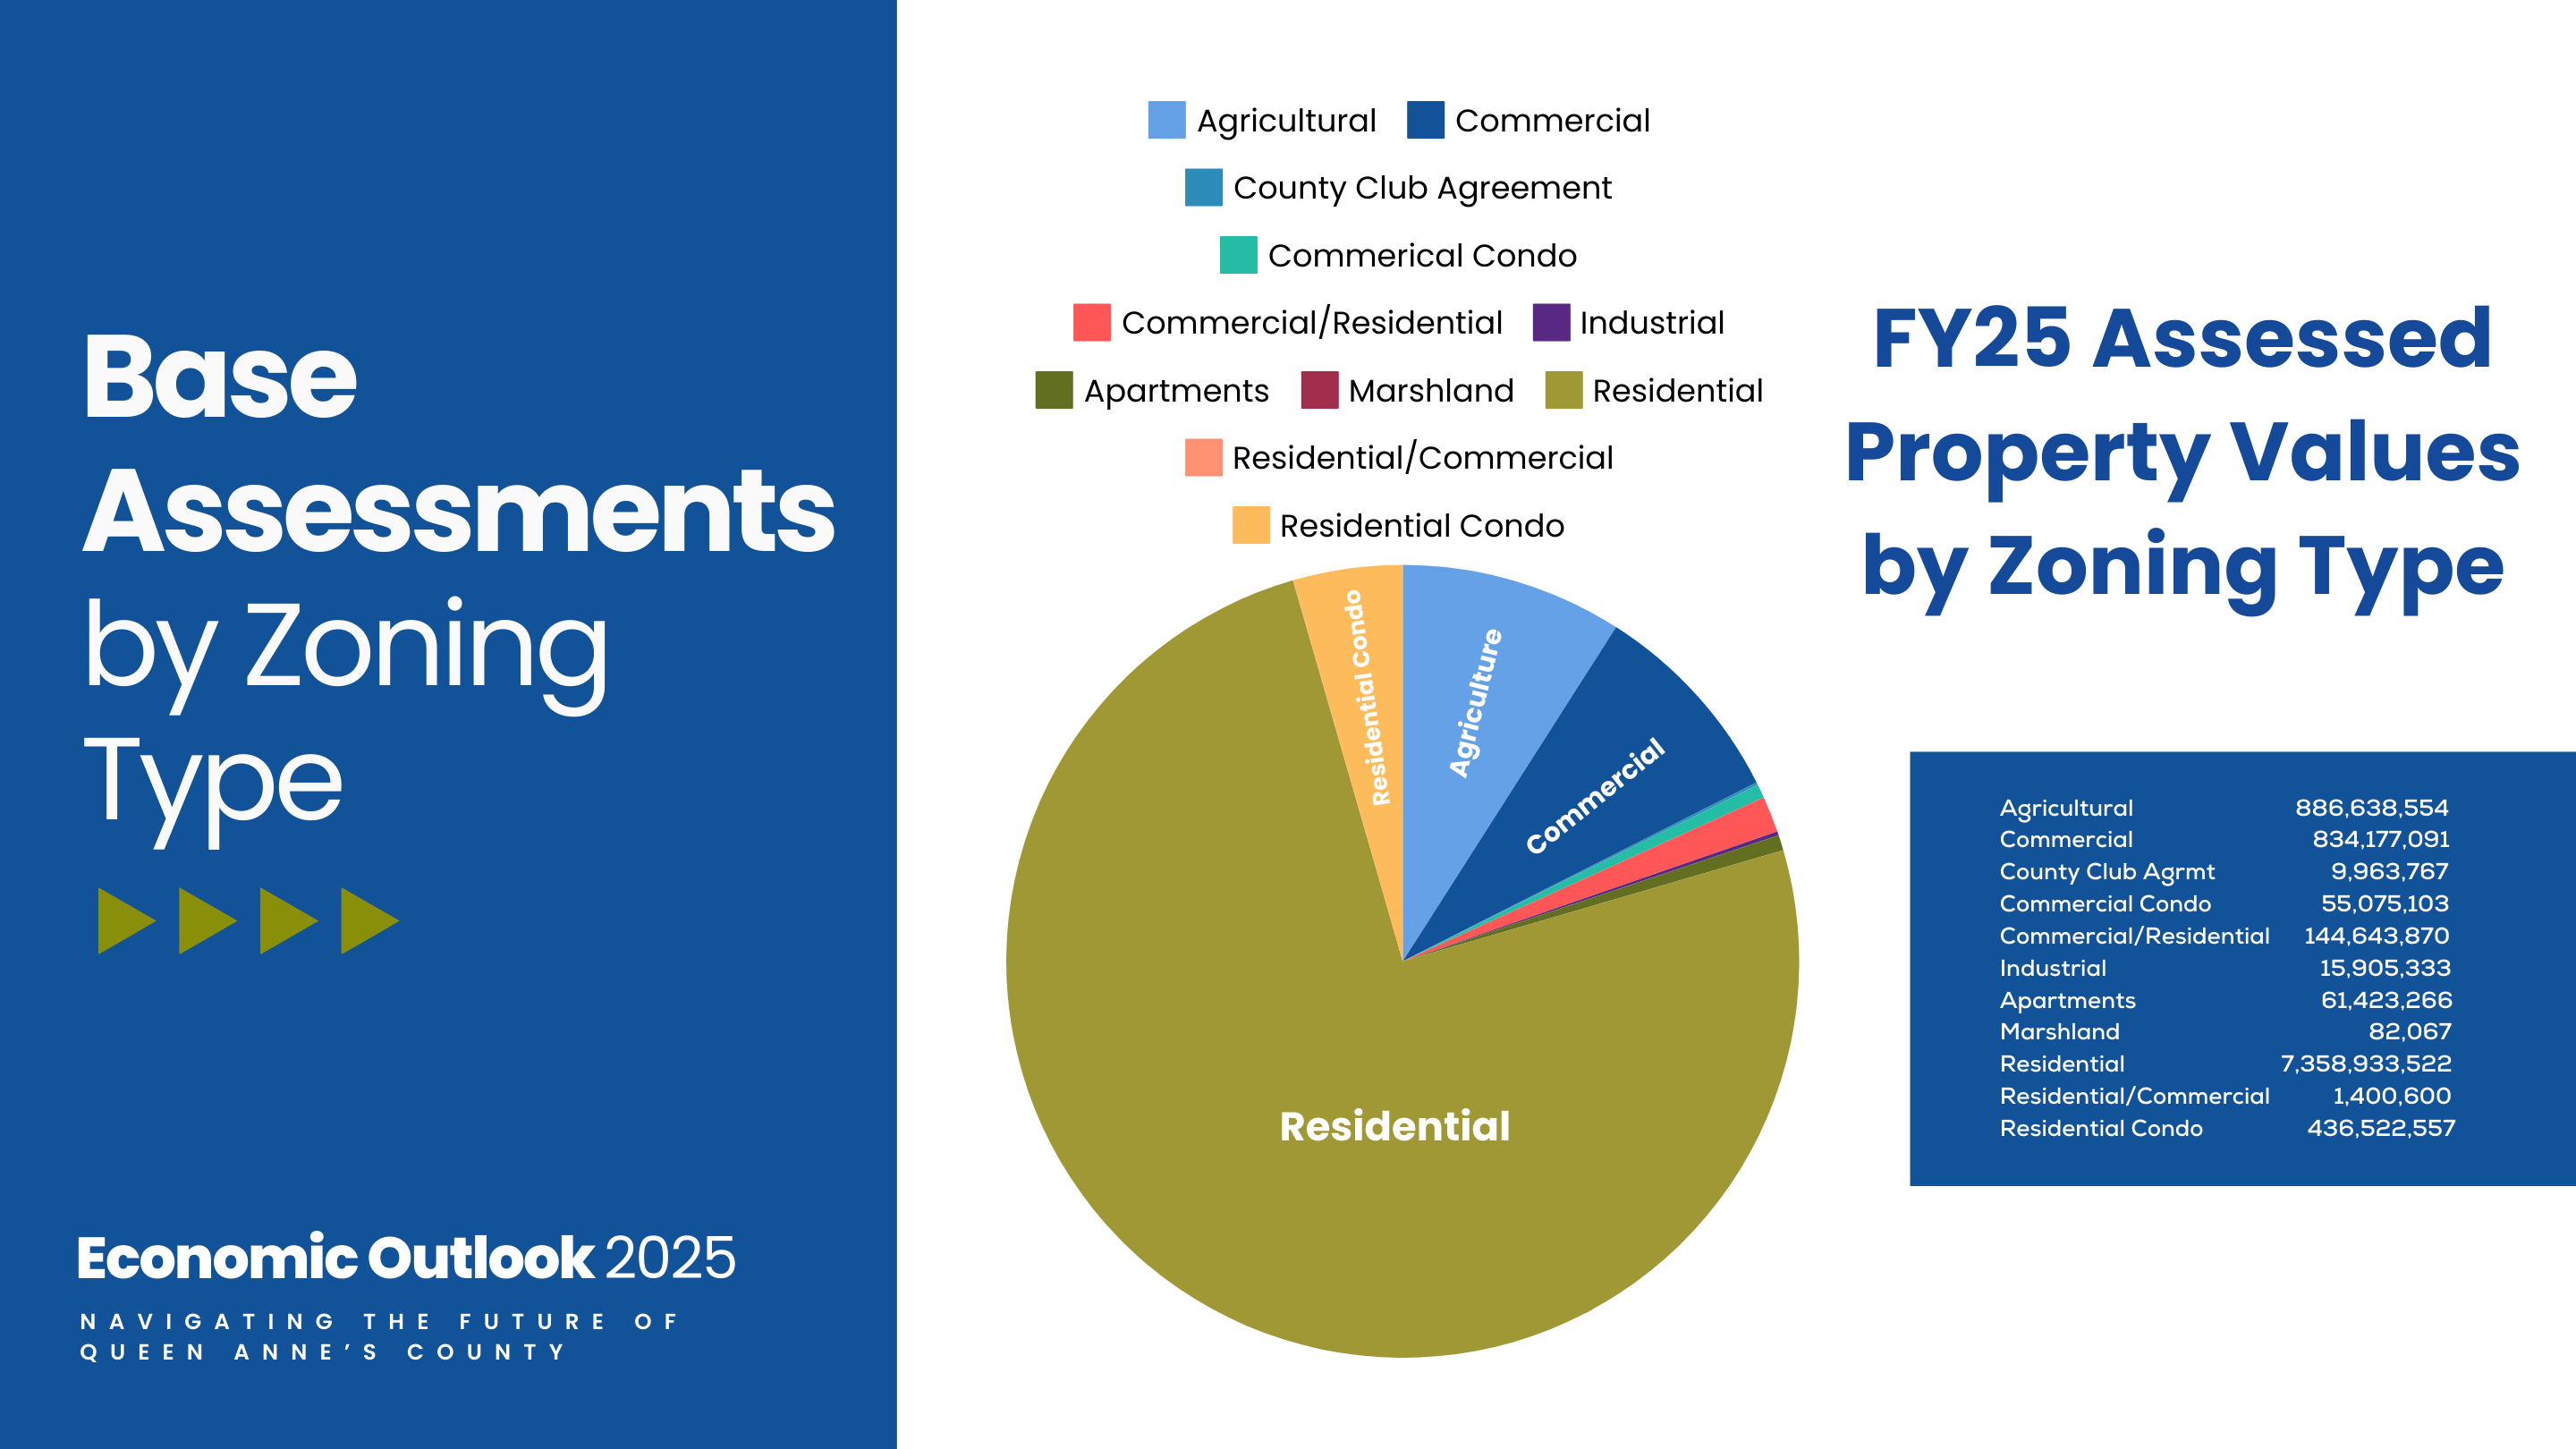 Base
Assessments
by Zoning
Type
Economic Outlook 2025
NAVIGATING THE FUTURE OF
QUEEN ANNE'S COUNTY
Agricultural Commercial
County Club Agreement
Commerical Condo
Commercial/Residential Industrial
Apartments Marshland Residential
Residential/Commercial
Residential Condo
Residential Condo
Agriculture
Commercial
Residential
FY25 Assessed
Property Values
by Zoning Type
Agricultural 886,638,554
Commercial 834,177,091
County Club Agrmt 9,963,767
Commercial Condo 55,075,103
Commercial/Residential 144,643,870
Industrial 15,905,333
Apartments 61,423,266
Marshland 82,067
Residential 7,358,933,522
Residential/Commercial 1,400,600
Residential Condo 436,522,557